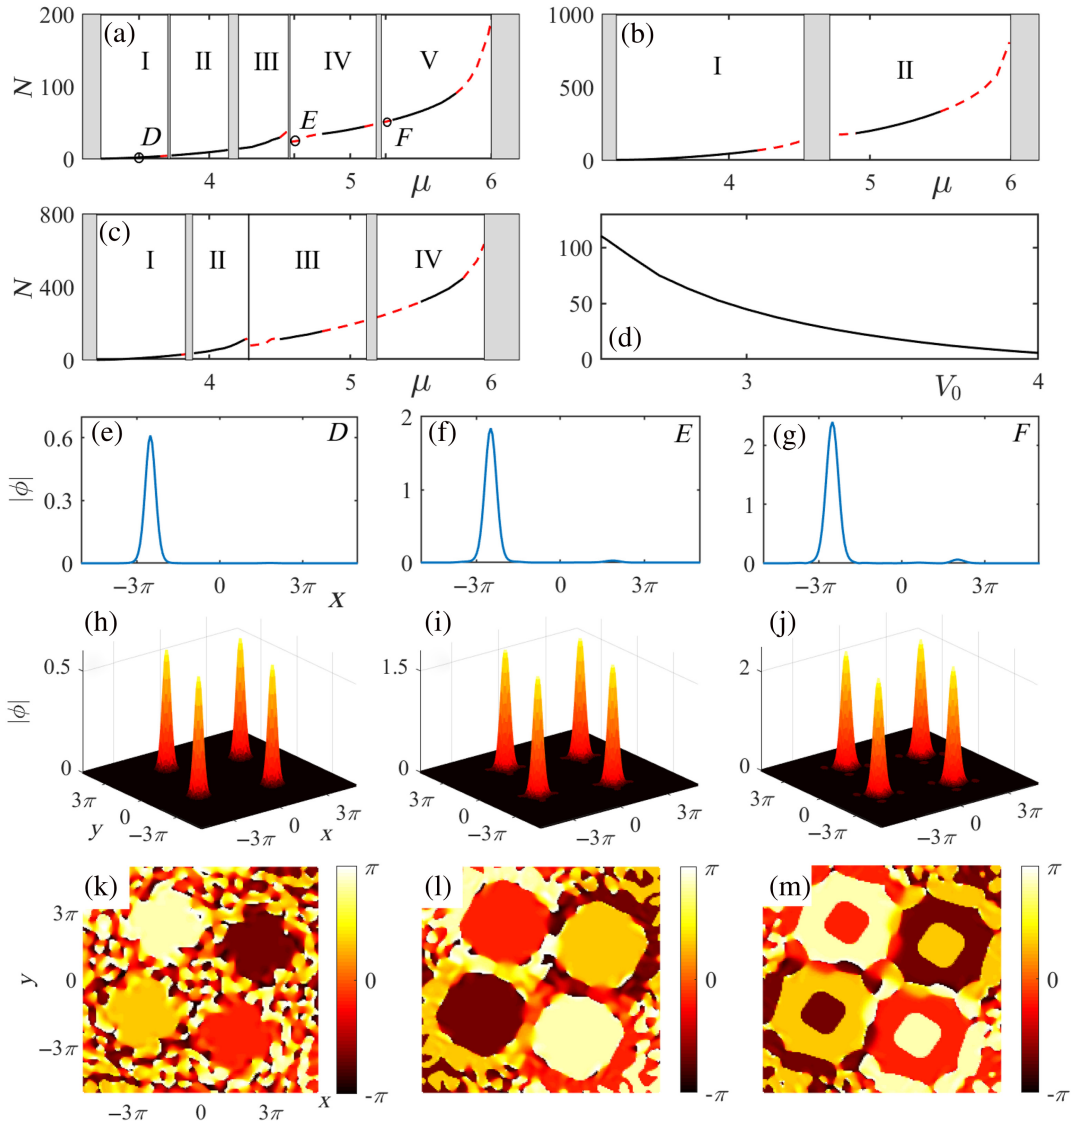 200 (a) I II III IV V
N 100 D E F
0 4 5 μ 6
1000 (b) I II
500
0 4 5 μ 6
800 (c) I II III IV
N 400
0 4 5 μ 6
100
50
0 (d) 3 V₀ 4
0.6 (e) D
|ϕ| 0.3
0 −3π 0 3π
x
2 (f) E
1
0 −3π 0 3π
(g) F
2
1
0 −3π 0 3π
(h)
0.5
|ϕ|
0
3π 0 −3π y −3π 0 3π x
(i)
1.5
0
3π 0 −3π y −3π 0 3π x
(j)
2
0
3π 0 −3π y −3π 0 3π x
(k) π
3π
y 0 0
−3π
-π
−3π 0 3π x
(l) π
0
-π
(m) π
0
-π